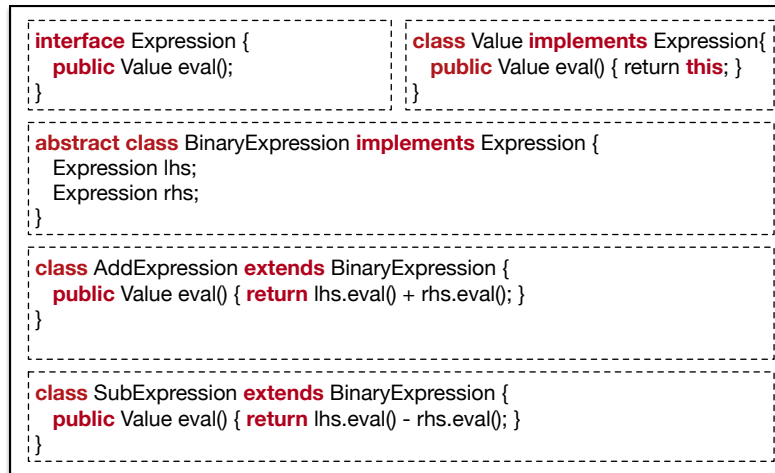 interface Expression {
public Value eval();
}
class Value implements Expression{
public Value eval() { return this; }
}
abstract class BinaryExpression implements Expression {
Expression lhs;
Expression rhs;
}
class AddExpression extends BinaryExpression {
public Value eval() { return lhs.eval() + rhs.eval(); }
}
class SubExpression extends BinaryExpression {
public Value eval() { return lhs.eval() - rhs.eval(); }
}